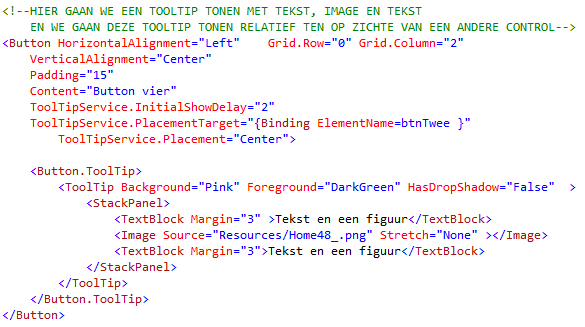 <!--HIER GAAN WE EEN TOOLTIP TONEN MET TEKST, IMAGE EN TEKST
    EN WE GAAN DEZE TOOLTIP TONEN RELATIEF TEN OP ZICHTE VAN EEN ANDERE CONTROL-->
<Button HorizontalAlignment="Left"    Grid.Row="0" Grid.Column="2"
    VerticalAlignment="Center"
    Padding="15"
    Content="Button vier"
    ToolTipService.InitialShowDelay="2"
    ToolTipService.PlacementTarget="{Binding ElementName=btnTwee }"
        ToolTipService.Placement="Center">

    <Button.ToolTip>
        <ToolTip Background="Pink" Foreground="DarkGreen" HasDropShadow="False"  >
            <StackPanel>
                <TextBlock Margin="3" >Tekst en een figuur</TextBlock>
                <Image Source="Resources/Home48_.png" Stretch="None" ></Image>
                <TextBlock Margin="3">Tekst en een figuur</TextBlock>
            </StackPanel>
        </ToolTip>
    </Button.ToolTip>
</Button>